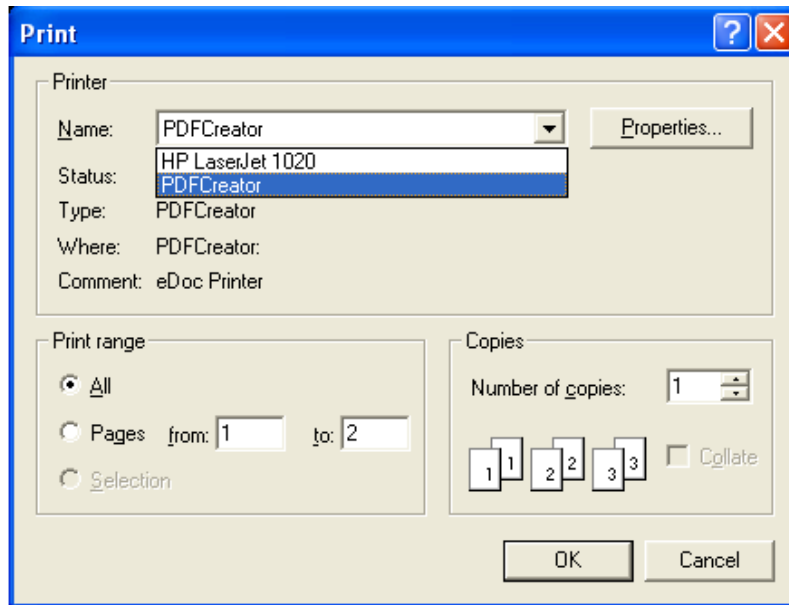 Print
Printer
Name: PDFCreator Properties...
HP LaserJet 1020
Status: PDFCreator
Type: PDFCreator
Where: PDFCreator:
Comment: eDoc Printer
Print range
All
Pages from: 1 to: 2
Selection
Copies
Number of copies: 1
1 1 2 2 3 3 Collate
OK Cancel